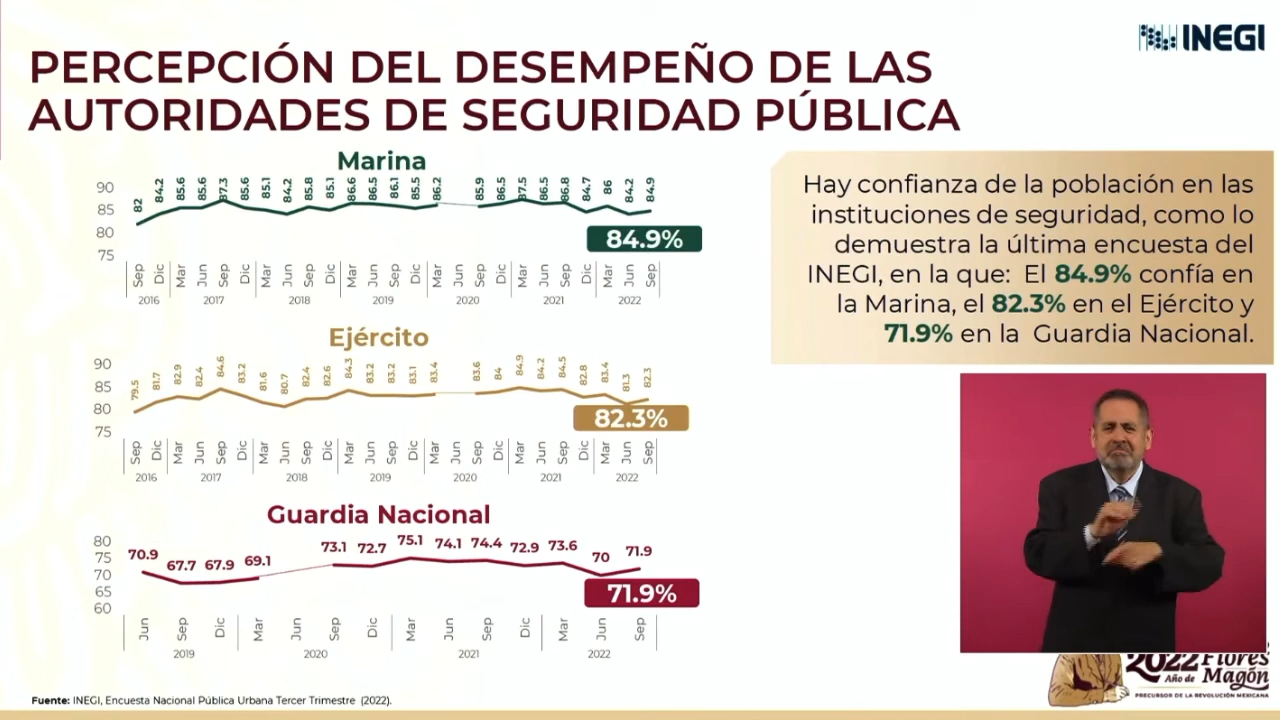 INEGI
PERCEPCIÓN DEL DESEMPEÑO DE LAS
AUTORIDADES DE SEGURIDAD PÚBLICA
Marina
90
85
80
75
82 84.2 85.6 85.6 87.3 85.6 85.1 84.2 85.8 85.1 86.6 86.5 86.1 85.5 86.2 85.9 86.5 87.5 86.5 86.8 84.7 86 84.2 84.9
84.9%
Sep Dic Mar Jun Sep Dic Mar Jun Sep Dic Mar Jun Sep Dic Mar Jun Sep Dic Mar Jun Sep Dic Mar Jun Sep
2016 2017 2018 2019 2020 2021 2022
Ejército
90
85
80
75
79.5 81.7 82.9 82.4 84.6 83.2 81.6 80.7 82.4 82.6 84.3 83.2 83.2 83.1 83.4 83.6 84 84.9 84.2 84.5 82.8 83.4 81.3 82.3
82.3%
Sep Dic Mar Jun Sep Dic Mar Jun Sep Dic Mar Jun Sep Dic Mar Jun Sep Dic Mar Jun Sep Dic Mar Jun Sep
2016 2017 2018 2019 2020 2021 2022
Guardia Nacional
80
75
70
65
60
70.9 67.7 67.9 69.1 73.1 72.7 75.1 74.1 74.4 72.9 73.6 70 71.9
71.9%
Jun Sep Dic Mar Jun Sep Dic Mar Jun Sep Dic Mar Jun Sep
2019 2020 2021 2022
Hay confianza de la población en las
instituciones de seguridad, como lo
demuestra la última encuesta del
INEGI, en la que: El 84.9% confía en
la Marina, el 82.3% en el Ejército y
71.9% en la Guardia Nacional.
2022 Flores
Año de Magón
PRECURSOR DE LA REVOLUCIÓN MEXICANA
Fuente: INEGI, Encuesta Nacional Pública Urbana Tercer Trimestre (2022).